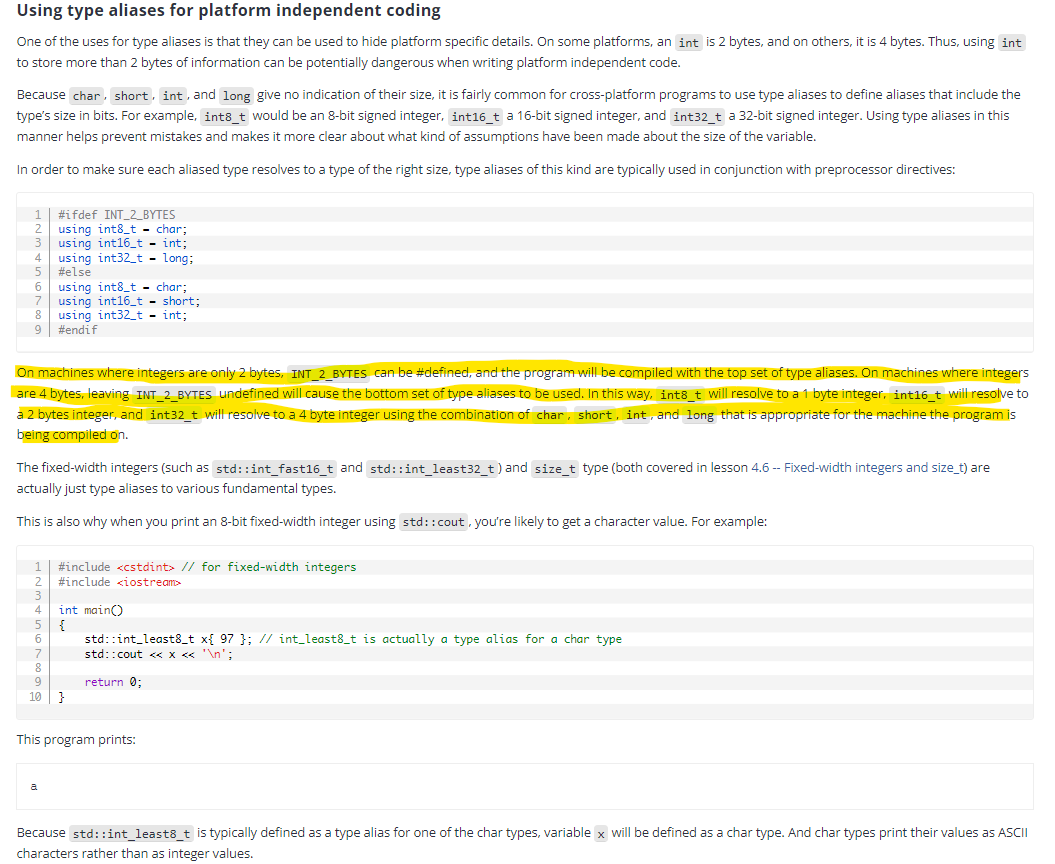 Using type aliases for platform independent coding
One of the uses for type aliases is that they can be used to hide platform specific details. On some platforms, an int is 2 bytes, and on others, it is 4 bytes. Thus, using int
to store more than 2 bytes of information can be potentially dangerous when writing platform independent code.
Because char, short, int, and long give no indication of their size, it is fairly common for cross-platform programs to use type aliases to define aliases that include the
type's size in bits. For example, int8_t would be an 8-bit signed integer, int16_t a 16-bit signed integer, and int32_t a 32-bit signed integer. Using type aliases in this
manner helps prevent mistakes and makes it more clear about what kind of assumptions have been made about the size of the variable.
In order to make sure each aliased type resolves to a type of the right size, type aliases of this kind are typically used in conjunction with preprocessor directives:
1 #ifdef INT_2_BYTES
2 using int8_t = char;
3 using int16_t = int;
4 using int32_t = long;
5 #else
6 using int8_t = char;
7 using int16_t = short;
8 using int32_t = int;
9 #endif
On machines where integers are only 2 bytes, INT_2_BYTES can be #defined, and the program will be compiled with the top set of type aliases. On machines where integers
are 4 bytes, leaving INT_2_BYTES undefined will cause the bottom set of type aliases to be used. In this way, int8_t will resolve to a 1 byte integer, int16_t will resolve to
a 2 bytes integer, and int32_t will resolve to a 4 byte integer using the combination of char, short, int, and long that is appropriate for the machine the program is
being compiled on.
The fixed-width integers (such as std::int_fast16_t and std::int_least32_t) and size_t type (both covered in lesson 4.6 -- Fixed-width integers and size_t) are
actually just type aliases to various fundamental types.
This is also why when you print an 8-bit fixed-width integer using std::cout, you're likely to get a character value. For example:
1 #include <cstdint> // for fixed-width integers
2 #include <iostream>
3
4 int main()
5 {
6 std::int_least8_t x{ 97 }; // int_least8_t is actually a type alias for a char type
7 std::cout << x << '\n';
8
9 return 0;
10 }
This program prints:
a
Because std::int_least8_t is typically defined as a type alias for one of the char types, variable x will be defined as a char type. And char types print their values as ASCII
characters rather than as integer values.